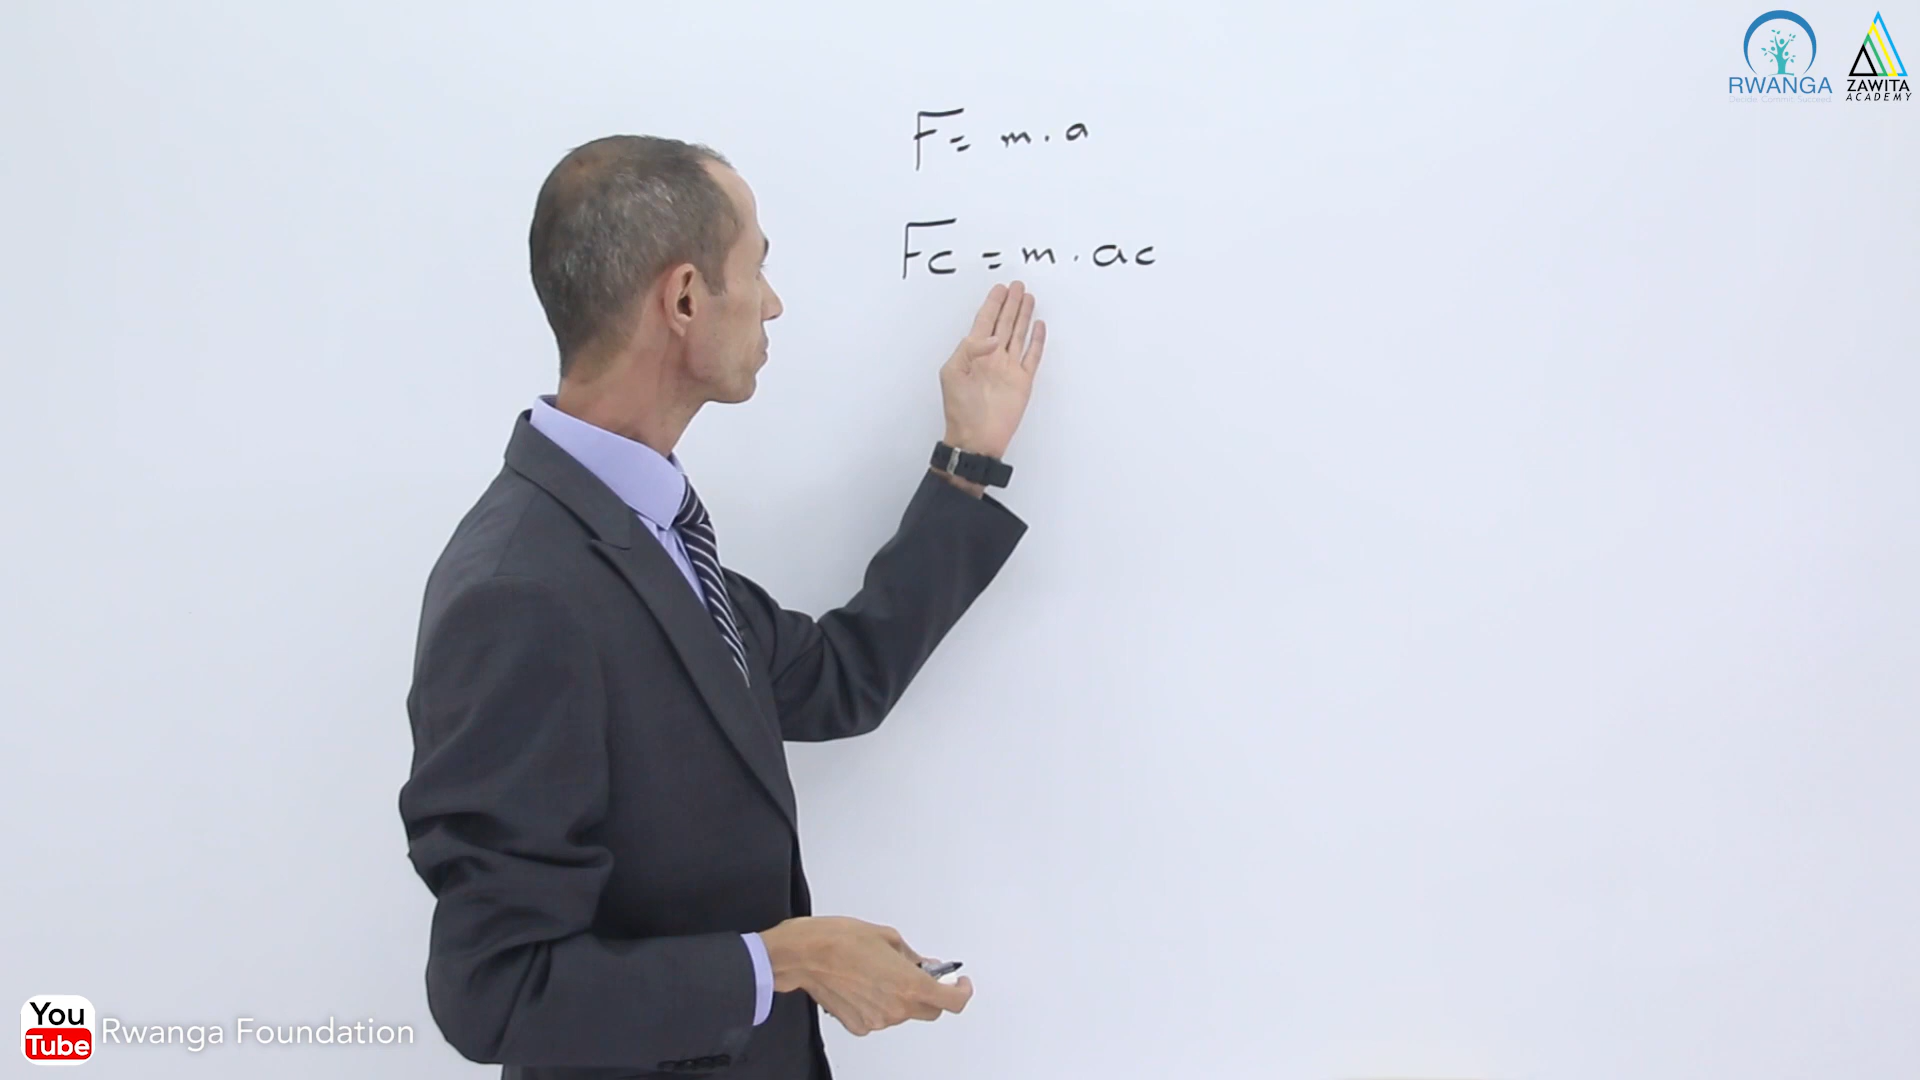 RWANGA
Decide Commit Succeed
ZAWITA
ACADEMY
F = m . a
Fc = m . ac
You
Tube
Rwanga Foundation